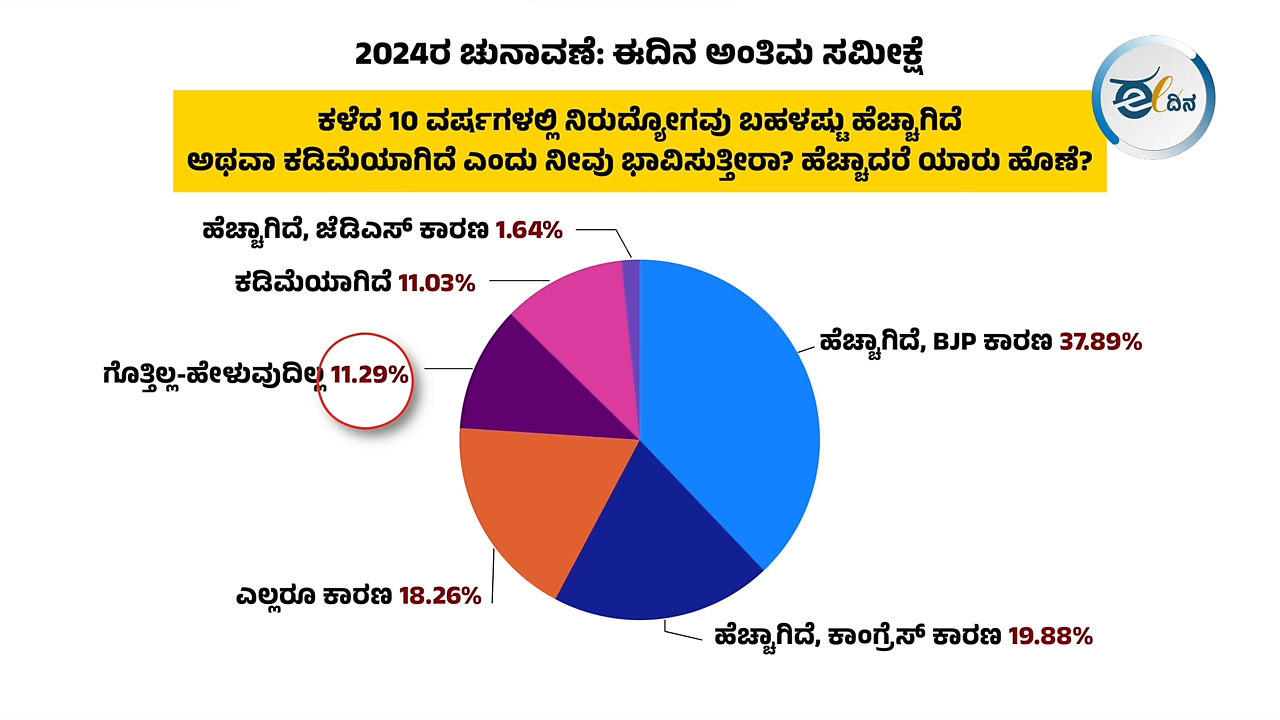 2024ರ ಚುನಾವಣೆ: ಈದಿನ ಅಂತಿಮ ಸಮೀಕ್ಷೆ
ಈದಿನ
ಕಳೆದ 10 ವರ್ಷಗಳಲ್ಲಿ ನಿರುದ್ಯೋಗವು ಬಹಳಷ್ಟು ಹೆಚ್ಚಾಗಿದೆ
ಅಥವಾ ಕಡಿಮೆಯಾಗಿದೆ ಎಂದು ನೀವು ಭಾವಿಸುತ್ತೀರಾ? ಹೆಚ್ಚಾದರೆ ಯಾರು ಹೊಣೆ?
ಹೆಚ್ಚಾಗಿದೆ, ಜೆಡಿಎಸ್ ಕಾರಣ 1.64%
ಕಡಿಮೆಯಾಗಿದೆ 11.03%
ಹೆಚ್ಚಾಗಿದೆ, BJP ಕಾರಣ 37.89%
ಗೊತ್ತಿಲ್ಲ-ಹೇಳುವುದಿಲ್ಲ 11.29%
ಎಲ್ಲರೂ ಕಾರಣ 18.26%
ಹೆಚ್ಚಾಗಿದೆ, ಕಾಂಗ್ರೆಸ್ ಕಾರಣ 19.88%